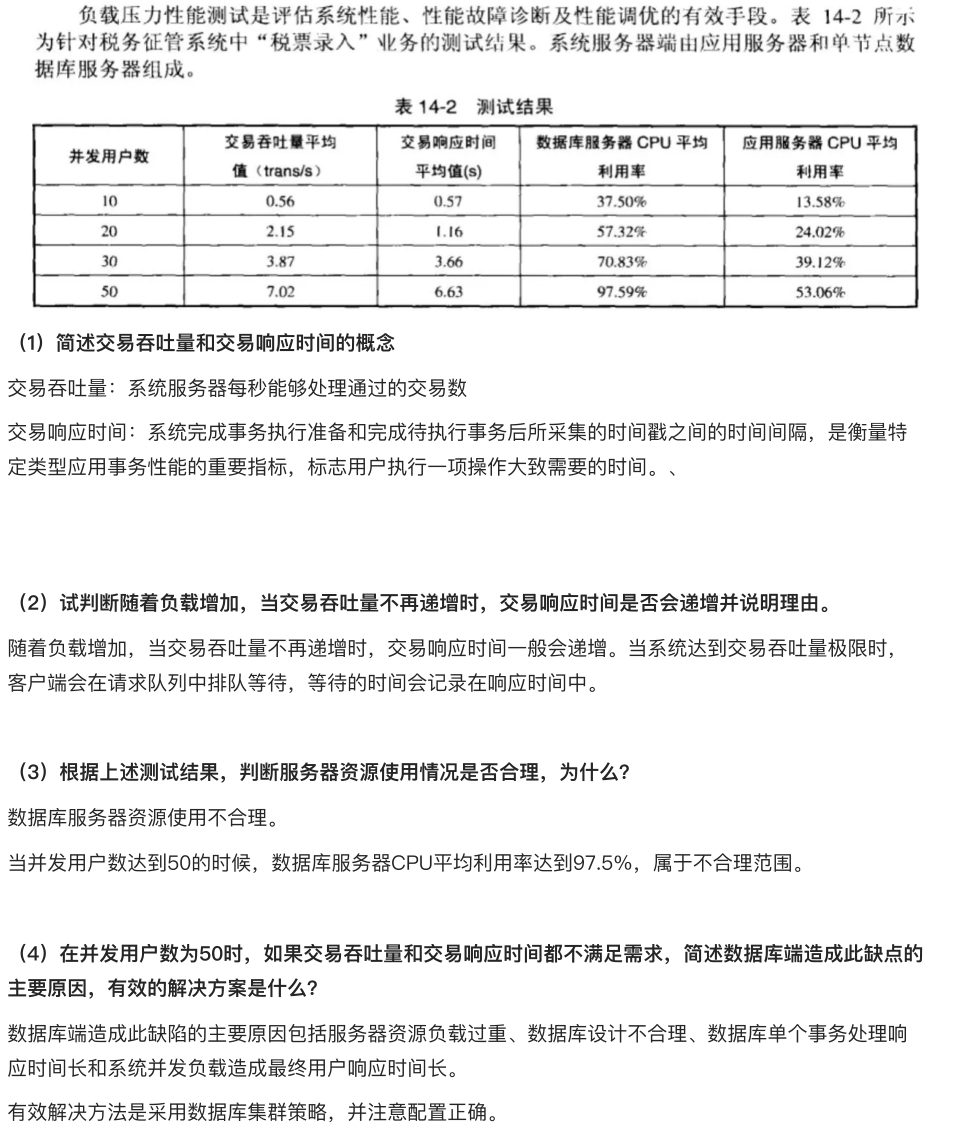 负载压力性能测试是评估系统性能、性能故障诊断及性能调优的有效手段。表 14-2 所示
为针对税务征管系统中“税票录入”业务的测试结果。系统服务器端由应用服务器和单节点数
据库服务器组成。
表 14-2 测试结果
并发用户数 交易吞吐量平均值（trans/s） 交易响应时间平均值(s) 数据库服务器 CPU 平均利用率 应用服务器 CPU 平均利用率
10 0.56 0.57 37.50% 13.58%
20 2.15 1.16 57.32% 24.02%
30 3.87 3.66 70.83% 39.12%
50 7.02 6.63 97.59% 53.06%
（1）简述交易吞吐量和交易响应时间的概念
交易吞吐量：系统服务器每秒能够处理通过的交易数
交易响应时间：系统完成事务执行准备和完成待执行事务后所采集的时间戳之间的时间间隔，是衡量特
定类型应用事务性能的重要指标，标志用户执行一项操作大致需要的时间。、
（2）试判断随着负载增加，当交易吞吐量不再递增时，交易响应时间是否会递增并说明理由。
随着负载增加，当交易吞吐量不再递增时，交易响应时间一般会递增。当系统达到交易吞吐量极限时，
客户端会在请求队列中排队等待，等待的时间会记录在响应时间中。
（3）根据上述测试结果，判断服务器资源使用情况是否合理，为什么？
数据库服务器资源使用不合理。
当并发用户数达到50的时候，数据库服务器CPU平均利用率达到97.5%，属于不合理范围。
（4）在并发用户数为50时，如果交易吞吐量和交易响应时间都不满足需求，简述数据库端造成此缺点的
主要原因，有效的解决方案是什么？
数据库端造成此缺陷的主要原因包括服务器资源负载过重、数据库设计不合理、数据库单个事务处理响
应时间长和系统并发负载造成最终用户响应时间长。
有效解决方法是采用数据库集群策略，并注意配置正确。